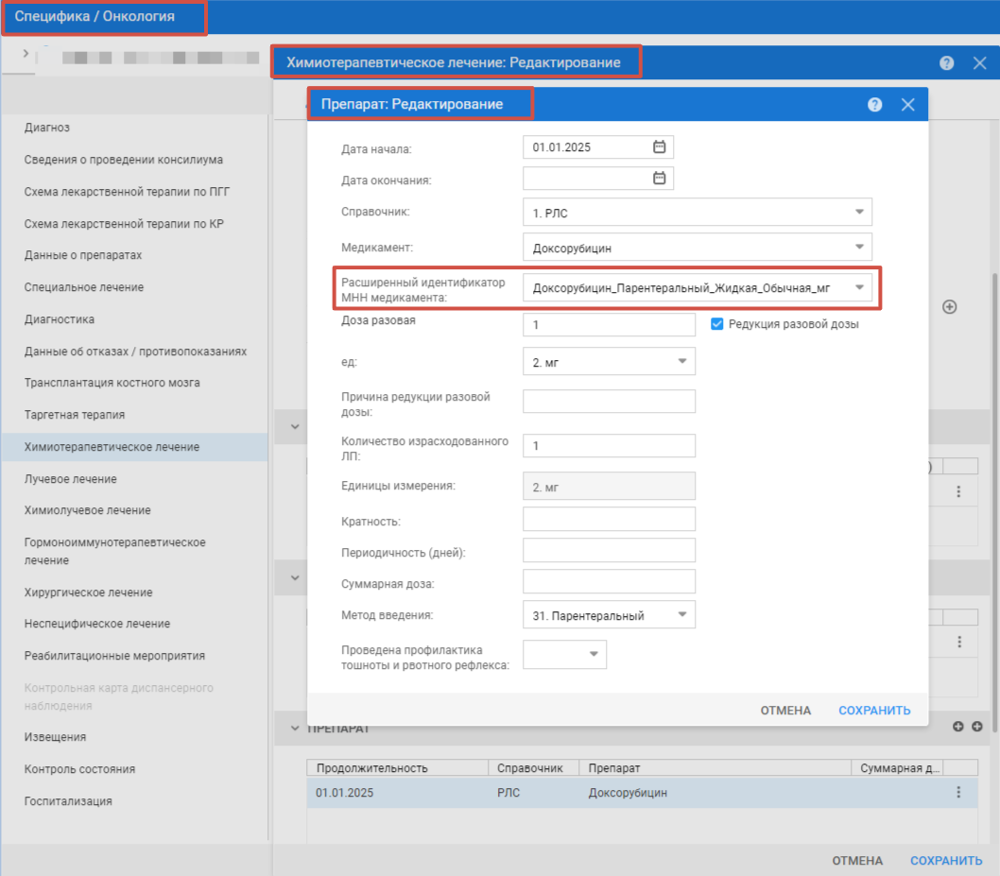 Специфика / Онкология
Химиотерапевтическое лечение: Редактирование
Препарат: Редактирование
Диагноз
Сведения о проведении консилиума
Схема лекарственной терапии по ПГГ
Схема лекарственной терапии по КР
Данные о препаратах
Специальное лечение
Диагностика
Данные об отказах / противопоказаниях
Трансплантация костного мозга
Таргетная терапия
Химиотерапевтическое лечение
Лучевое лечение
Химиолучевое лечение
Гормоноиммунотерапевтическое
лечение
Хирургическое лечение
Неспецифическое лечение
Реабилитационные мероприятия
Контрольная карта диспансерного
наблюдения
Извещения
Контроль состояния
Госпитализация
Дата начала: 01.01.2025
Дата окончания:
Справочник: 1. РЛС
Медикамент: Доксорубицин
Расширенный идентификатор
МНН медикамента: Доксорубицин_Парентеральный_Жидкая_Обычная_мг
Доза разовая 1 Редукция разовой дозы
ед: 2. мг
Причина редукции разовой
дозы:
Количество израсходованного
ЛП: 1
Единицы измерения: 2. мг
Кратность:
Периодичность (дней):
Суммарная доза:
Метод введения: 31. Парентеральный
Проведена профилактика
тошноты и рвотного рефлекса:
ОТМЕНА СОХРАНИТЬ
ПРЕПАРАТ
Продолжительность Справочник Препарат Суммарная д...
01.01.2025 РЛС Доксорубицин
ОТМЕНА СОХРАНИТЬ